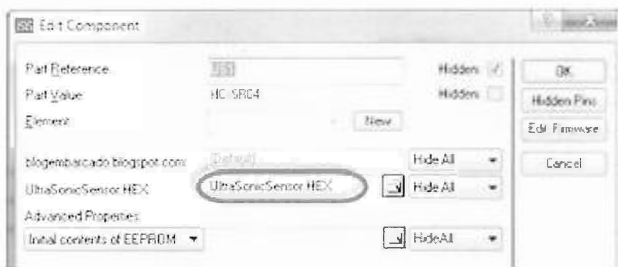 Edit Component
Part Reference: Hidden:
Part Value: HC-SR04 Hidden:
Element: New
blogembarcado.blogspot.com: (Default) Hide All
UltraSonicSensor.HEX UltraSonicSensor.HEX Hide All
Advanced Properties:
Initial contents of EEPROM Hide All
OK
Hidden Pins
Edit Firmware
Cancel